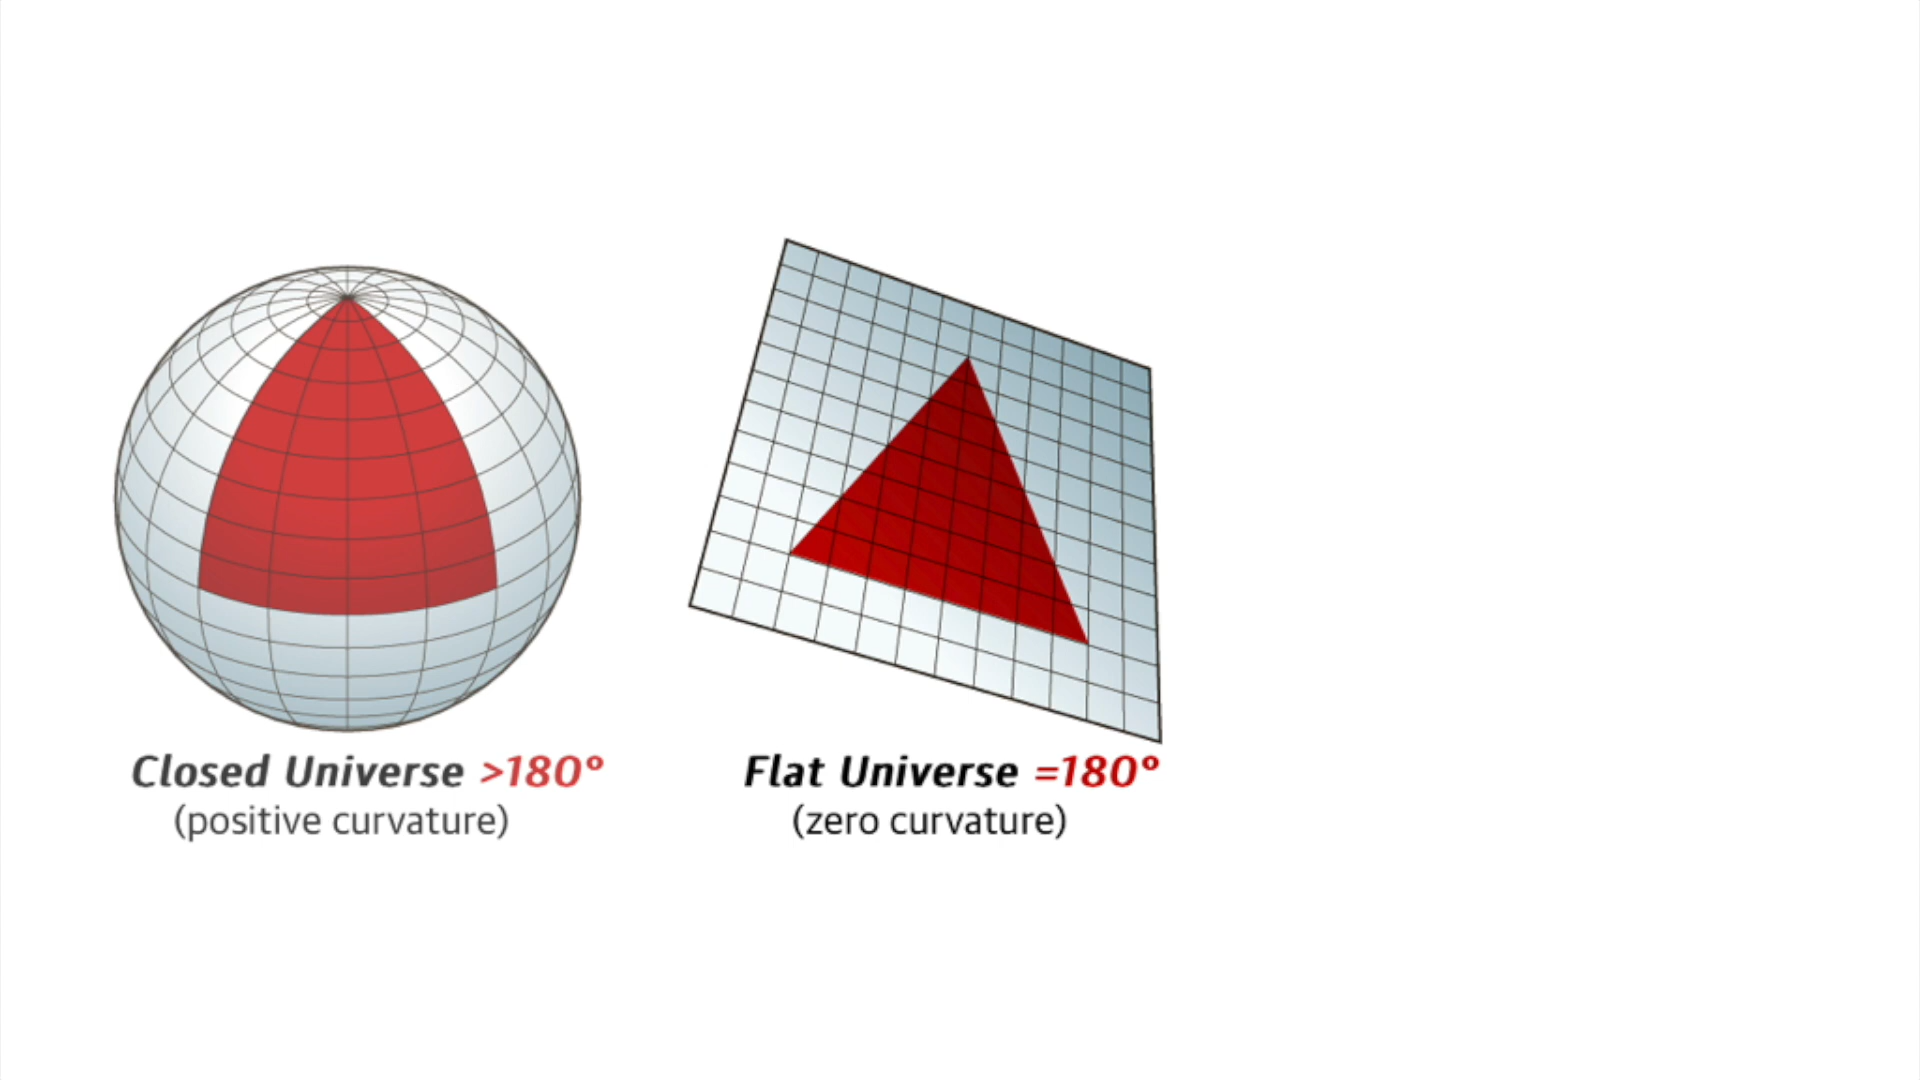 Closed Universe >180°
(positive curvature)
Flat Universe =180°
(zero curvature)